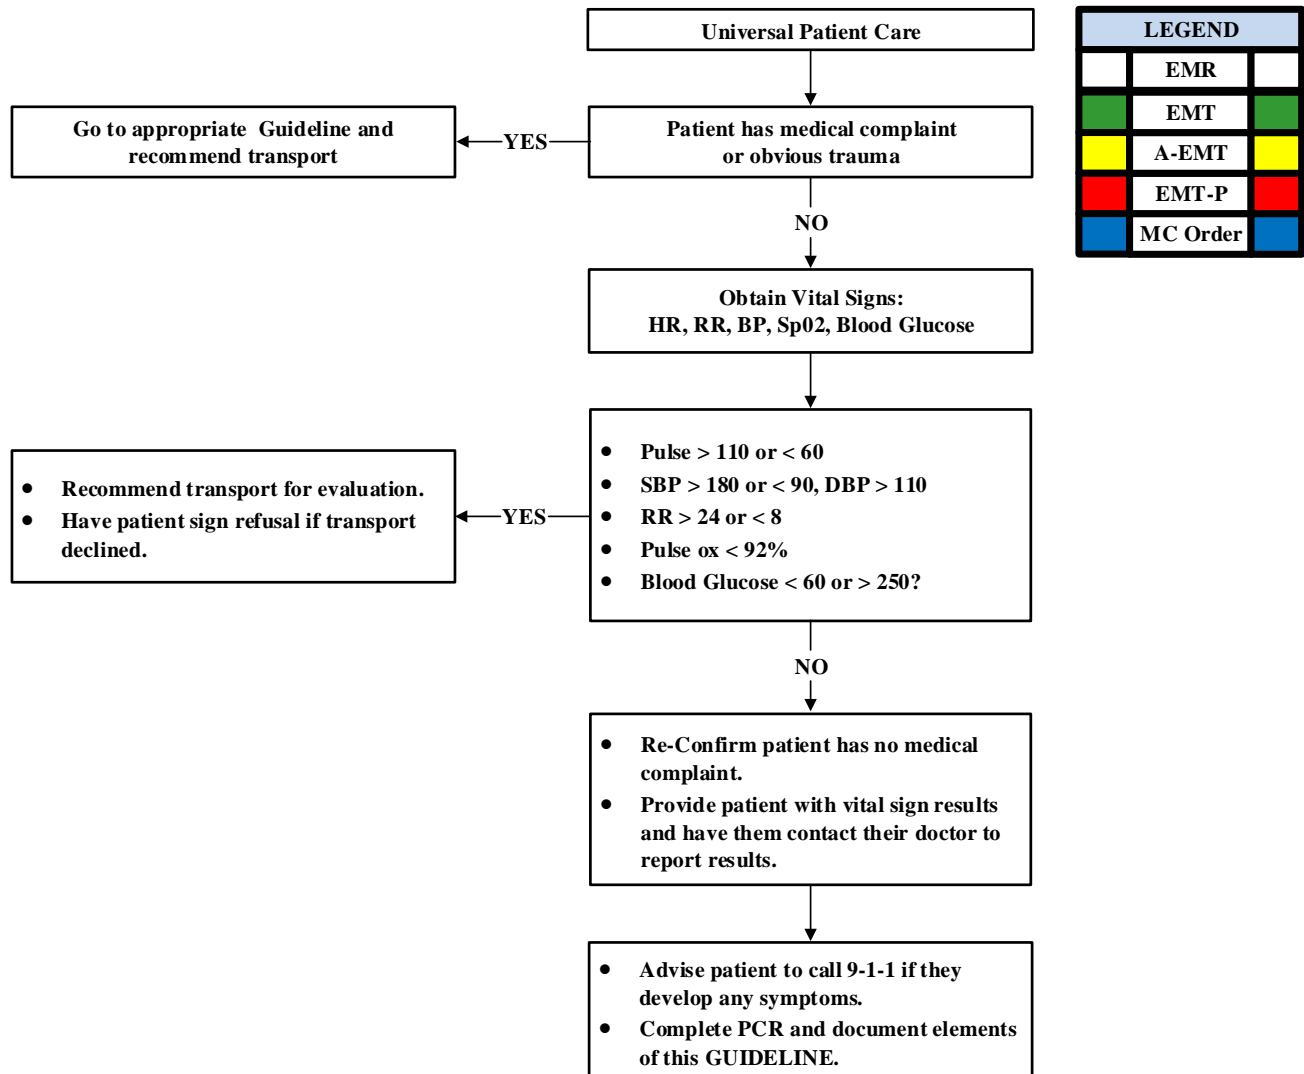 Universal Patient Care
LEGEND
EMR
EMT
A-EMT
EMT-P
MC Order
Go to appropriate Guideline and
recommend transport
YES
Patient has medical complaint
or obvious trauma
NO
Obtain Vital Signs:
HR, RR, BP, Sp02, Blood Glucose
• Pulse > 110 or < 60
• SBP > 180 or < 90, DBP > 110
• RR > 24 or < 8
• Pulse ox < 92%
• Blood Glucose < 60 or > 250?
YES
• Recommend transport for evaluation.
• Have patient sign refusal if transport
declined.
NO
• Re-Confirm patient has no medical
complaint.
• Provide patient with vital sign results
and have them contact their doctor to
report results.
• Advise patient to call 9-1-1 if they
develop any symptoms.
• Complete PCR and document elements
of this GUIDELINE.